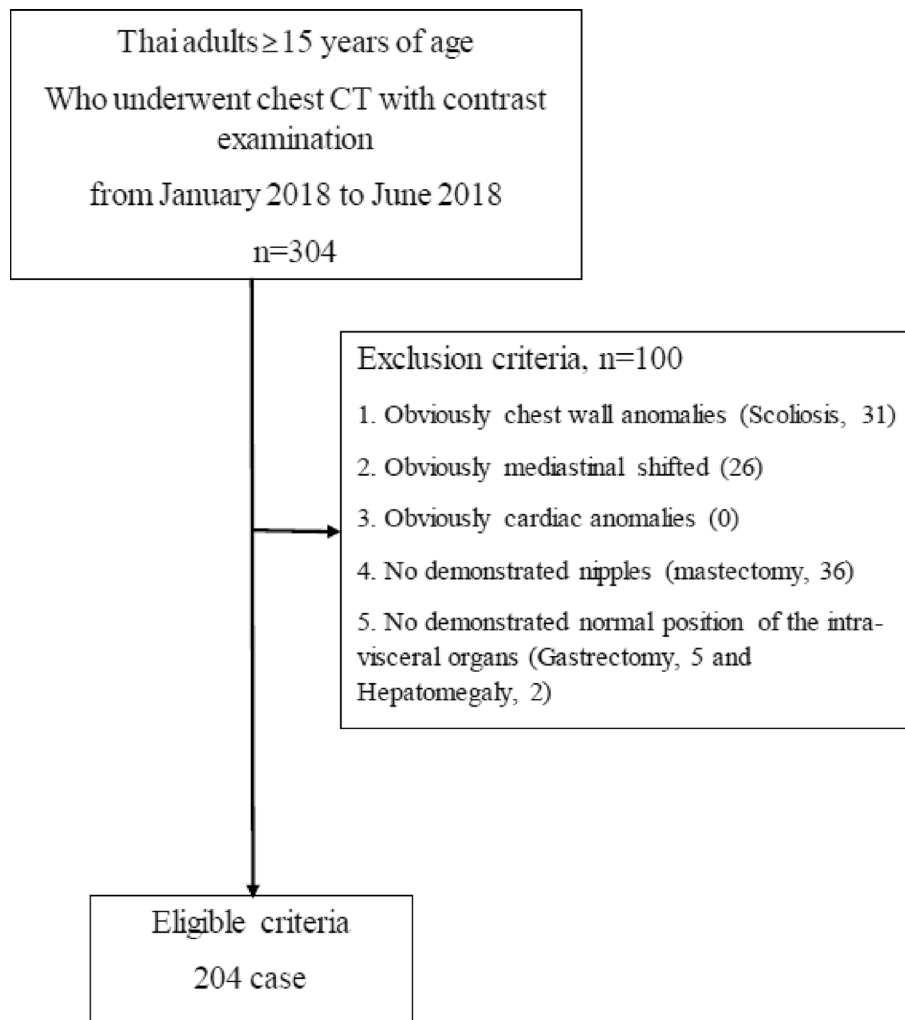 Thai adults ≥ 15 years of age
Who underwent chest CT with contrast
examination
from January 2018 to June 2018
n=304
Exclusion criteria, n=100
1. Obviously chest wall anomalies (Scoliosis, 31)
2. Obviously mediastinal shifted (26)
3. Obviously cardiac anomalies (0)
4. No demonstrated nipples (mastectomy, 36)
5. No demonstrated normal position of the intra-
visceral organs (Gastrectomy, 5 and
Hepatomegaly, 2)
Eligible criteria
204 case